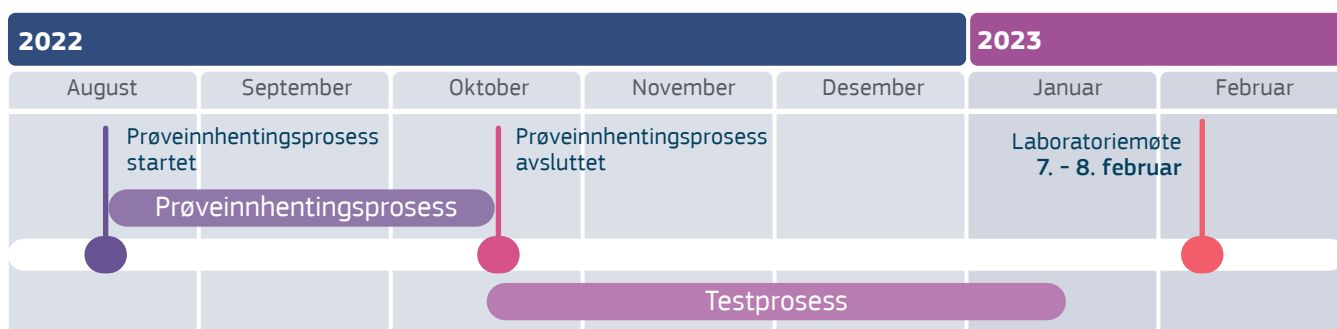 2022
2023
August
September
Oktober
November
Desember
Januar
Februar
Prøveinnhentingsprosess
startet
Prøveinnhentingsprosess
avsluttet
Laboratoriemøte
7. - 8. februar
Prøveinnhentingsprosess
Testprosess